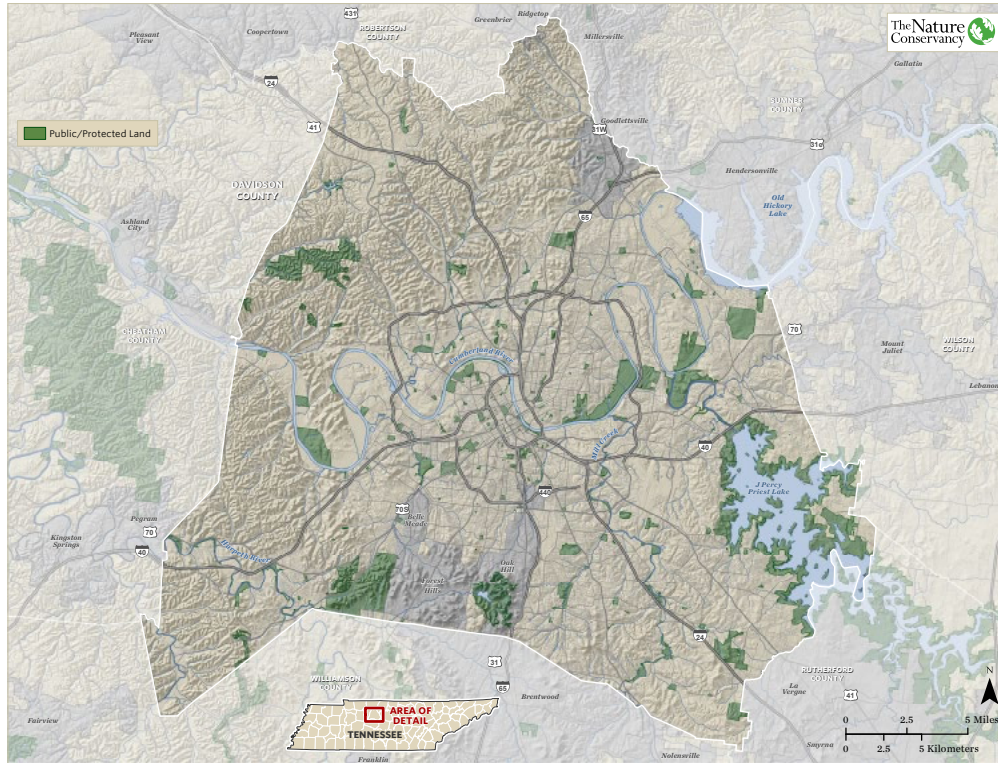 431
Ridgetop
Greenbrier
ROBERTSON
COUNTY
Pleasant
View
Coopertown
Millersville
The Nature
Conservancy
Gallatin
24
41
SUMNER
COUNTY
Public/Protected Land
31W
Goodlettsville
31E
Hendersonville
DAVIDSON
COUNTY
Old
Hickory
Lake
65
Ashland
City
CHEATHAM
COUNTY
70
Mount
Juliet
WILSON
COUNTY
Cumberland River
Lebanon
Mill Creek
40
J Percy
Priest Lake
440
70S
Belle
Meade
Pegram
70
Kingston
Springs
40
Harpeth River
Oak
Hill
Forest
Hills
24
31
RUTHERFORD
COUNTY
N
WILLIAMSON
COUNTY
65
Brentwood
La
Vergne
41
AREA OF
DETAIL
TENNESSEE
Fairview
Franklin
Nolensville
Smyrna
0 2.5 5 Miles
0 2.5 5 Kilometers